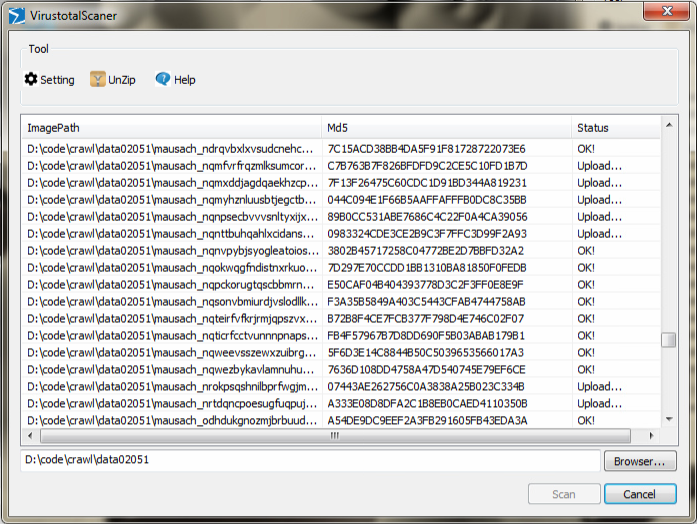 VirustotalScaner
Tool
Setting UnZip Help
ImagePath Md5 Status
D:\code\crawl\data02051\mausach_ndrqvbxlxvsudcnehc... 7C15ACD38BB4DA5F91F81728722073E6 OK!
D:\code\crawl\data02051\mausach_nqmfvrfrqzmlksumcor... C7B763B7F826BFDFD9C2CE5C10FD1B7D Upload...
D:\code\crawl\data02051\mausach_nqmxddjagdqaekhzcp... 7F13F26475C60CDC1D91BD344A819231 Upload...
D:\code\crawl\data02051\mausach_nqmyhznluusbtjegctb... 044C094E1F66B5AAFFAFFFB0DC8C35BB Upload...
D:\code\crawl\data02051\mausach_nqnpsecbvvvsnltyxijx... 89B0CC531ABE7686C4C22F0A4CA39056 Upload...
D:\code\crawl\data02051\mausach_nqnttbuhqahlxcidans... 0983324CDE3CE2B9C3F7FFC3D99F2A93 Upload...
D:\code\crawl\data02051\mausach_nqnvpybjsyogleatoios... 3802B45717258C04772BE2D7BBFD32A2 OK!
D:\code\crawl\data02051\mausach_nqokwqgfndistnxrkuo... 7D297E70CCDD1BB1310BA81850F0FEDB OK!
D:\code\crawl\data02051\mausach_nqpckorugtqscbbmrn... E50CAF04B404393778D3C2F3FF0E8E9F OK!
D:\code\crawl\data02051\mausach_nqsonvbmiurdjvslodllk... F3A35B5849A403C5443CFAB4744758AB OK!
D:\code\crawl\data02051\mausach_nqteirfvfkrjrmjqpszvx... B72B8F4CE7FCB377F798D4E746C02F07 OK!
D:\code\crawl\data02051\mausach_nqticrfcctvunnnpnaps... FB4F57967B7D8DD690F5B03ABAB179B1 OK!
D:\code\crawl\data02051\mausach_nqweevsszewxzuibrg... 5F6D3E14C8844B50C5039653566017A3 OK!
D:\code\crawl\data02051\mausach_nqwezbykavlamnuhu... 7636D108DD4758A47D540745E79EF6CE OK!
D:\code\crawl\data02051\mausach_nrokpsqshnilbprfwgjm... 07443AE262756C0A3838A25B023C334B Upload...
D:\code\crawl\data02051\mausach_nrtdqncpoesugfuqpuj... A333E08D8DFA2C1B8EB0CAED4110350B Upload...
D:\code\crawl\data02051\mausach_odhdukgnozmjbrbuud... A54DE9DC9EEF2A3FB291605FB43EDA3A OK!
D:\code\crawl\data02051 Browser...
Scan Cancel